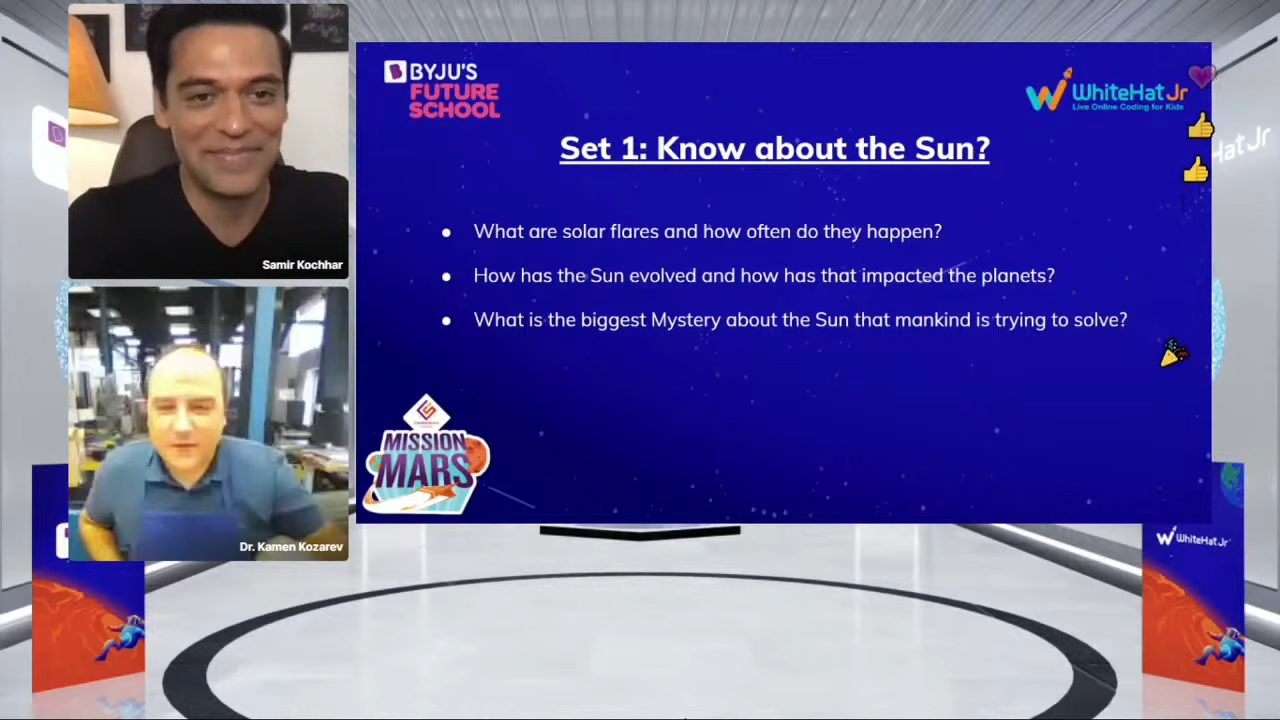 BYJU'S
FUTURE
SCHOOL
WhiteHat Jr
Live Online Coding for Kids
Hat Jr
Set 1: Know about the Sun?
• What are solar flares and how often do they happen?
• How has the Sun evolved and how has that impacted the planets?
• What is the biggest Mystery about the Sun that mankind is trying to solve?
Samir Kochhar
MISSION
MARS
Dr. Kamen Kozarev
WhiteHat Jr